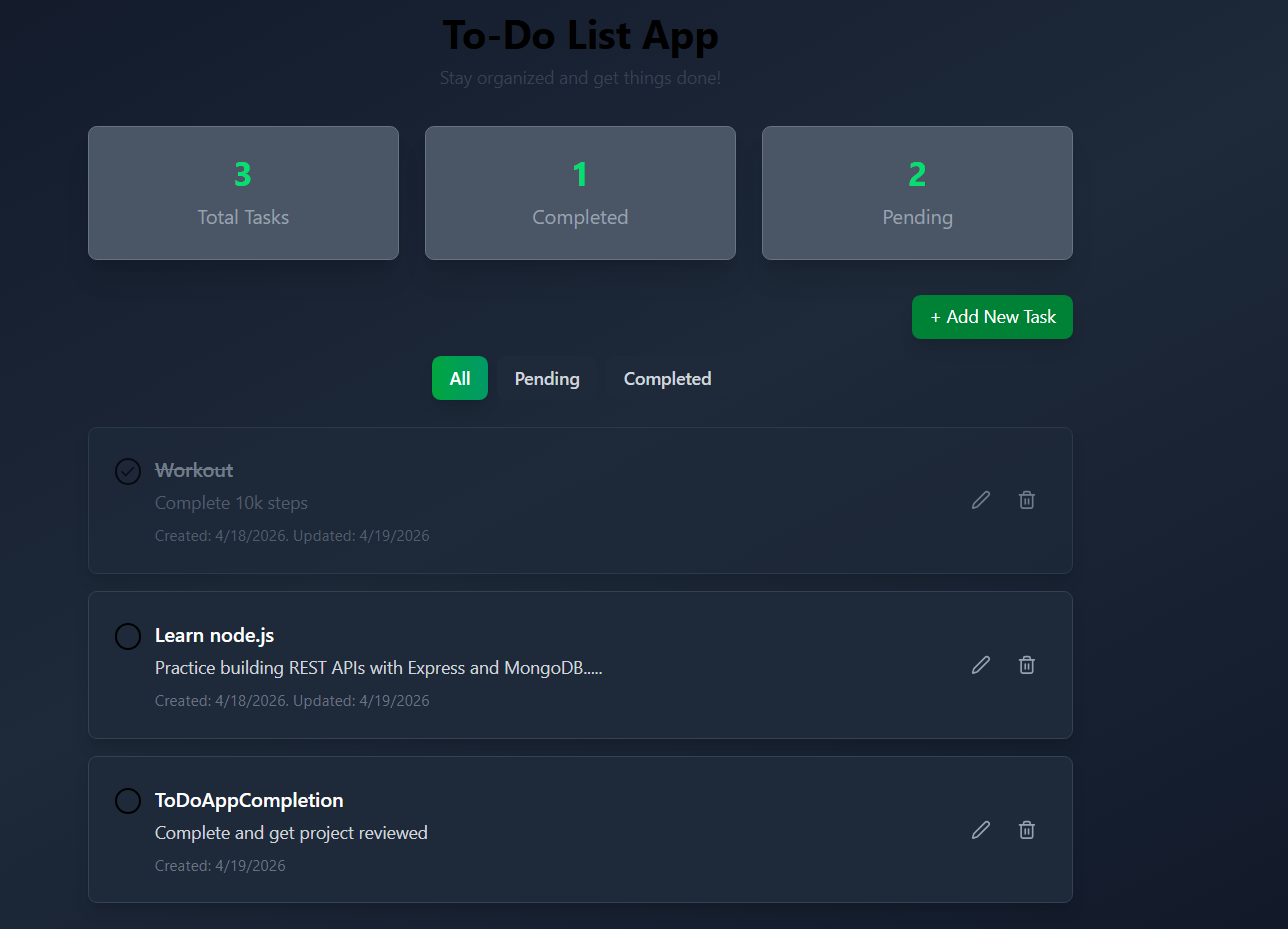 To-Do List App
Stay organized and get things done!
3
Total Tasks
1
Completed
2
Pending
+ Add New Task
All
Pending
Completed
Workout
Complete 10k steps
Created: 4/18/2026. Updated: 4/19/2026
Learn node.js
Practice building REST APIs with Express and MongoDB.....
Created: 4/18/2026. Updated: 4/19/2026
ToDoAppCompletion
Complete and get project reviewed
Created: 4/19/2026